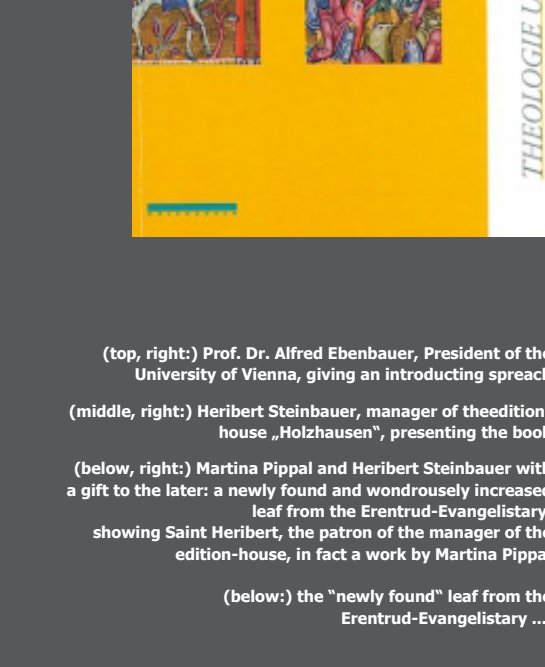 THEOLOGIE
(top, right:) Prof. Dr. Alfred Ebenbauer, President of the
University of Vienna, giving an introducting spreach
(middle, right:) Heribert Steinbauer, manager of theedition
house „Holzhausen“, presenting the book
(below, right:) Martina Pippal and Heribert Steinbauer with
a gift to the later: a newly found and wondrousely increased
leaf from the Erentrud-Evangelistary
showing Saint Heribert, the patron of the manager of the
edition-house, in fact a work by Martina Pippal
(below:) the “newly found“ leaf from the
Erentrud-Evangelistary ...